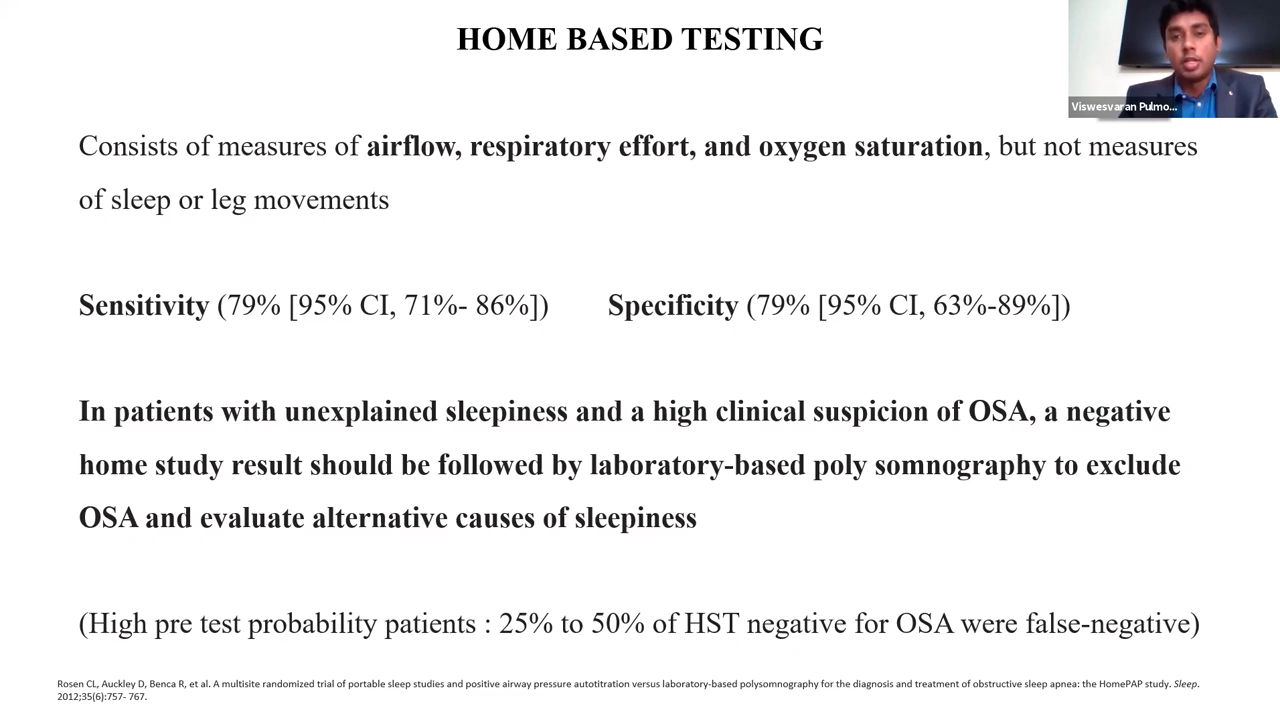 HOME BASED TESTING
Viswesvaran Pulmo...
Consists of measures of airflow, respiratory effort, and oxygen saturation, but not measures
of sleep or leg movements
Sensitivity (79% [95% CI, 71%- 86%]) Specificity (79% [95% CI, 63%-89%])
In patients with unexplained sleepiness and a high clinical suspicion of OSA, a negative
home study result should be followed by laboratory-based poly somnography to exclude
OSA and evaluate alternative causes of sleepiness
(High pre test probability patients : 25% to 50% of HST negative for OSA were false-negative)
Rosen CL, Auckley D, Benca R, et al. A multisite randomized trial of portable sleep studies and positive airway pressure autotitration versus laboratory-based polysomnography for the diagnosis and treatment of obstructive sleep apnea: the HomePAP study. Sleep.
2012;35(6):757- 767.